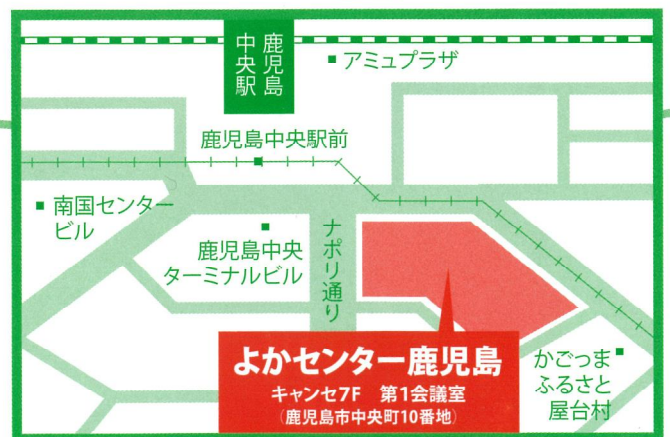 鹿児島
中央駅
■ アミュプラザ
鹿児島中央駅前
■ 南国センター
ビル
■
鹿児島中央
ターミナルビル
ナポリ通り
よかセンター鹿児島
キャンセ7F　第1会議室
(鹿児島市中央町10番地)
かごっま■
ふるさと
屋台村